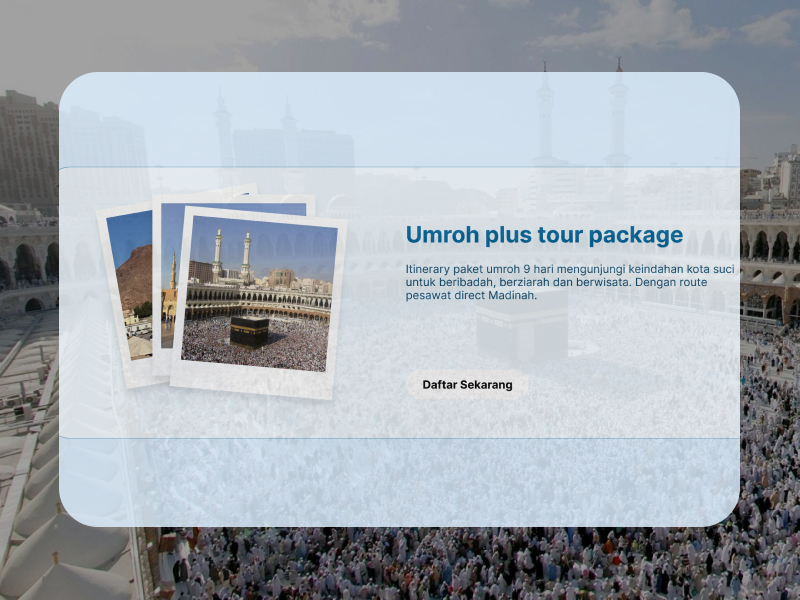 Umroh plus tour package
Itinerary paket umroh 9 hari mengunjungi keindahan kota suci
untuk beribadah, berziarah dan berwisata. Dengan route
pesawat direct Madinah.
Daftar Sekarang